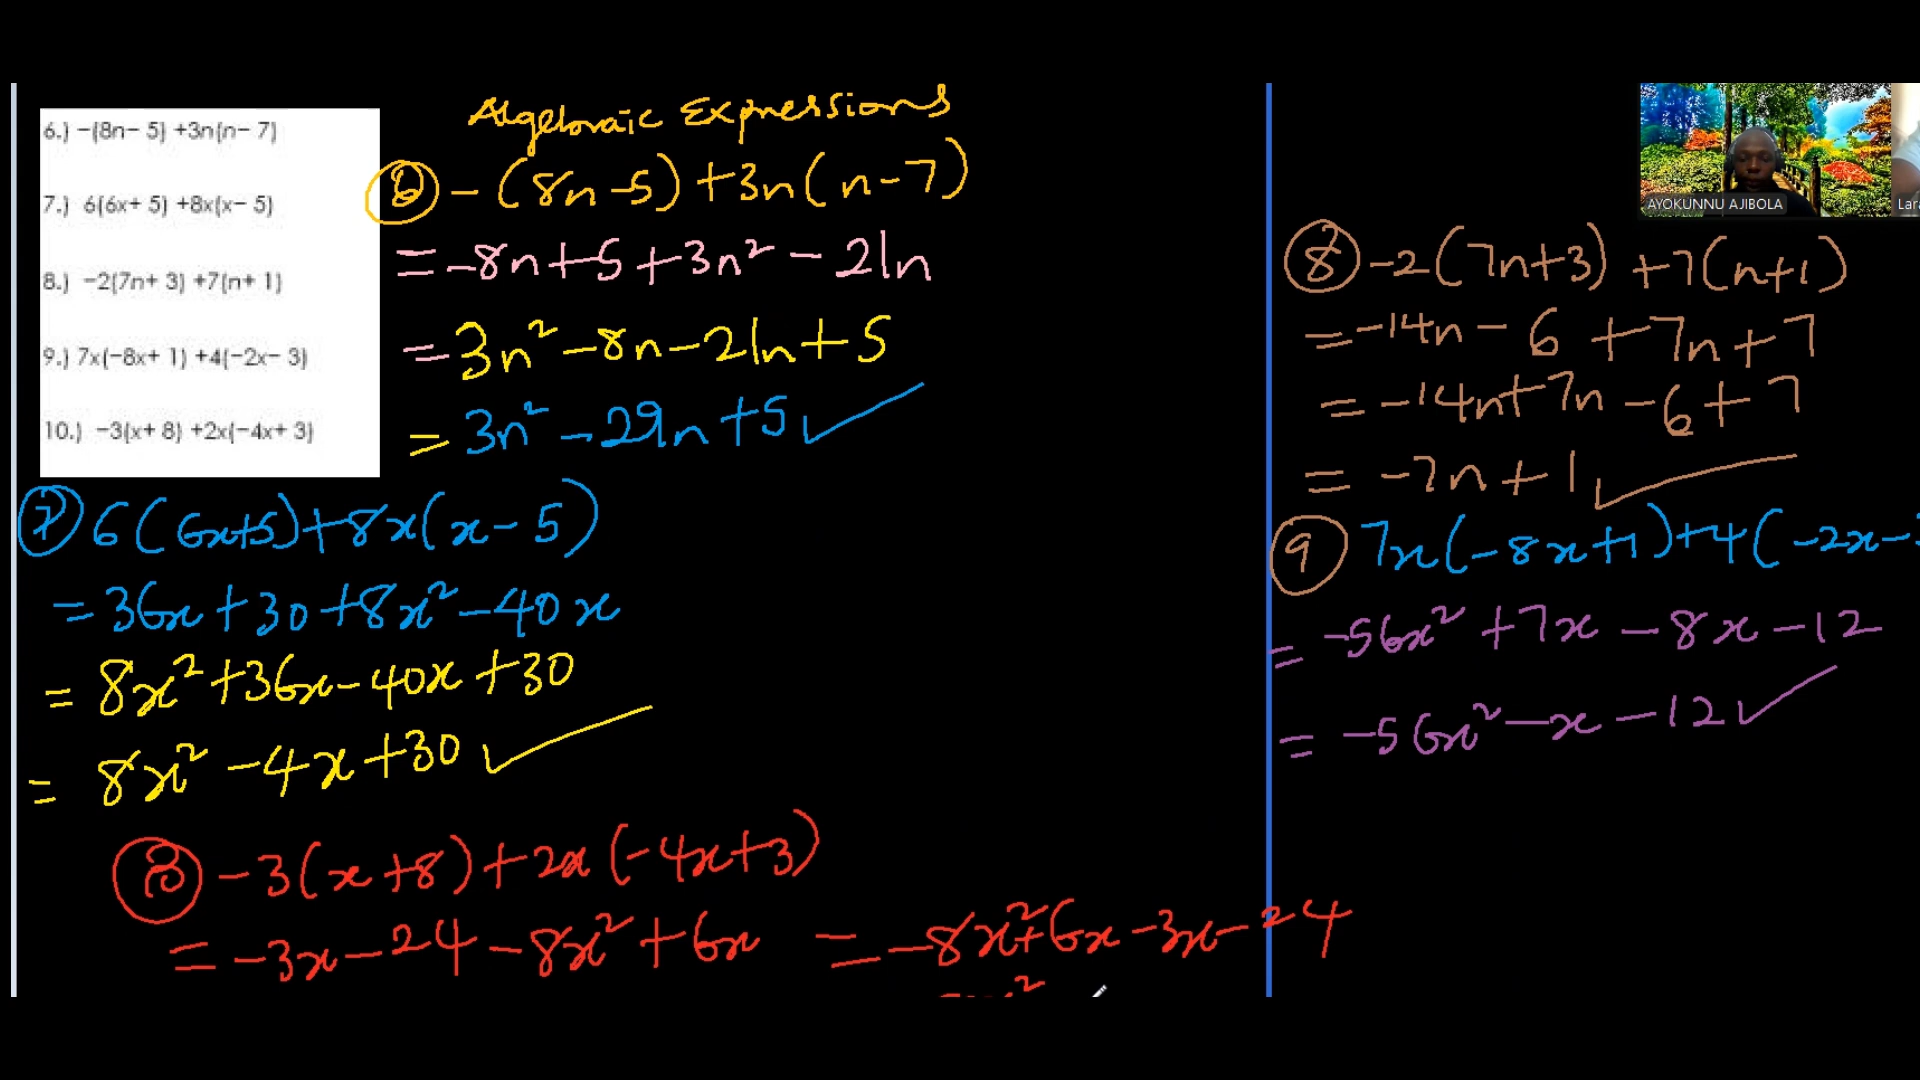 6.) −(8n− 5) +3n(n− 7)
7.) 6(6x+ 5) +8x(x− 5)
8.) −2(7n+ 3) +7(n+ 1)
9.) 7x(−8x+ 1) +4(−2x− 3)
10.) −3(x+ 8) +2x(−4x+ 3)
Algebraic Expressions
6 -(8n-5)+3n(n-7)
= -8n+5+3n² - 21n
= 3n²-8n-21n+5
= 3n² - 29n+5 ✓
7 6(6x+5)+8x(x-5)
= 36x+30+8x²-40x
= 8x²+36x-40x+30
= 8x² -4x+30 ✓
-3(x+8)+2x(-4x+3)
= -3x-24-8x²+6x = -8x²+6x-3x-24
AYOKUNNU AJIBOLA
Lar
8 -2(7n+3) +7(n+1)
= -14n - 6 +7n+7
= -14n+7n -6+7
= -7n+1 ✓
9 7x(-8x+1)+4(-2x-
= -56x² +7x -8x -12
= -56x² -x -12 ✓